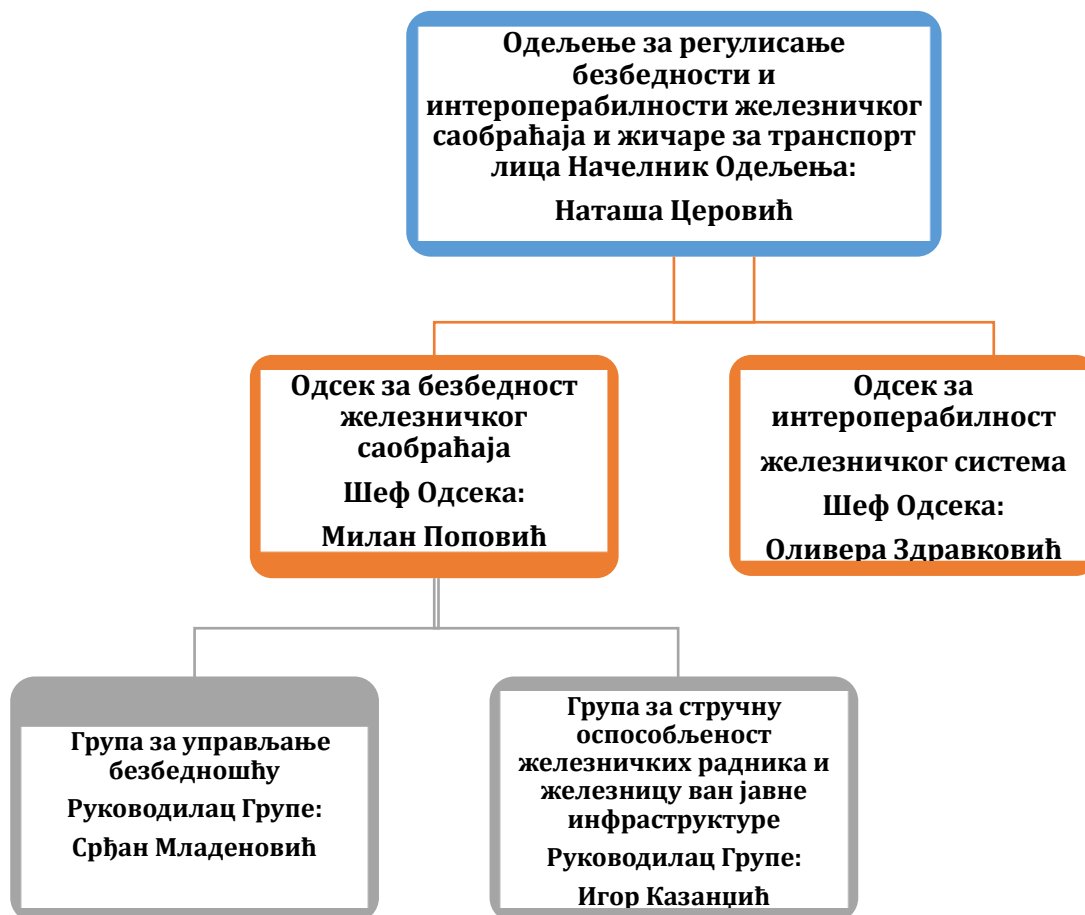 Одељење за регулисање
безбедности и
интероперабилности железничког
саобраћаја и жичаре за транспорт
лица Начелник Одељења:
Наташа Церовић
Одсек за безбедност
железничког
саобраћаја
Шеф Одсека:
Милан Поповић
Одсек за
интероперабилност
железничког система
Шеф Одсека:
Оливера Здравковић
Група за управљање
безбедношћу
Руководилац Групе:
Срђан Младеновић
Група за стручну
оспособљеност
железничких радника и
железницу ван јавне
инфраструктуре
Руководилац Групе:
Игор Казанџић